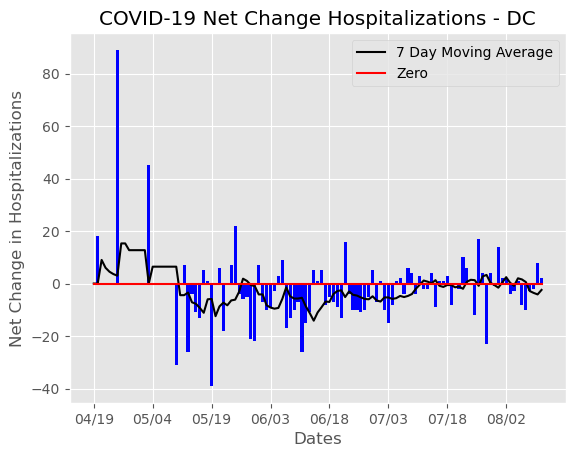 COVID-19 Net Change Hospitalizations - DC
7 Day Moving Average
Zero
Net Change in Hospitalizations
80
60
40
20
0
−20
−40
04/19 05/04 05/19 06/03 06/18 07/03 07/18 08/02
Dates